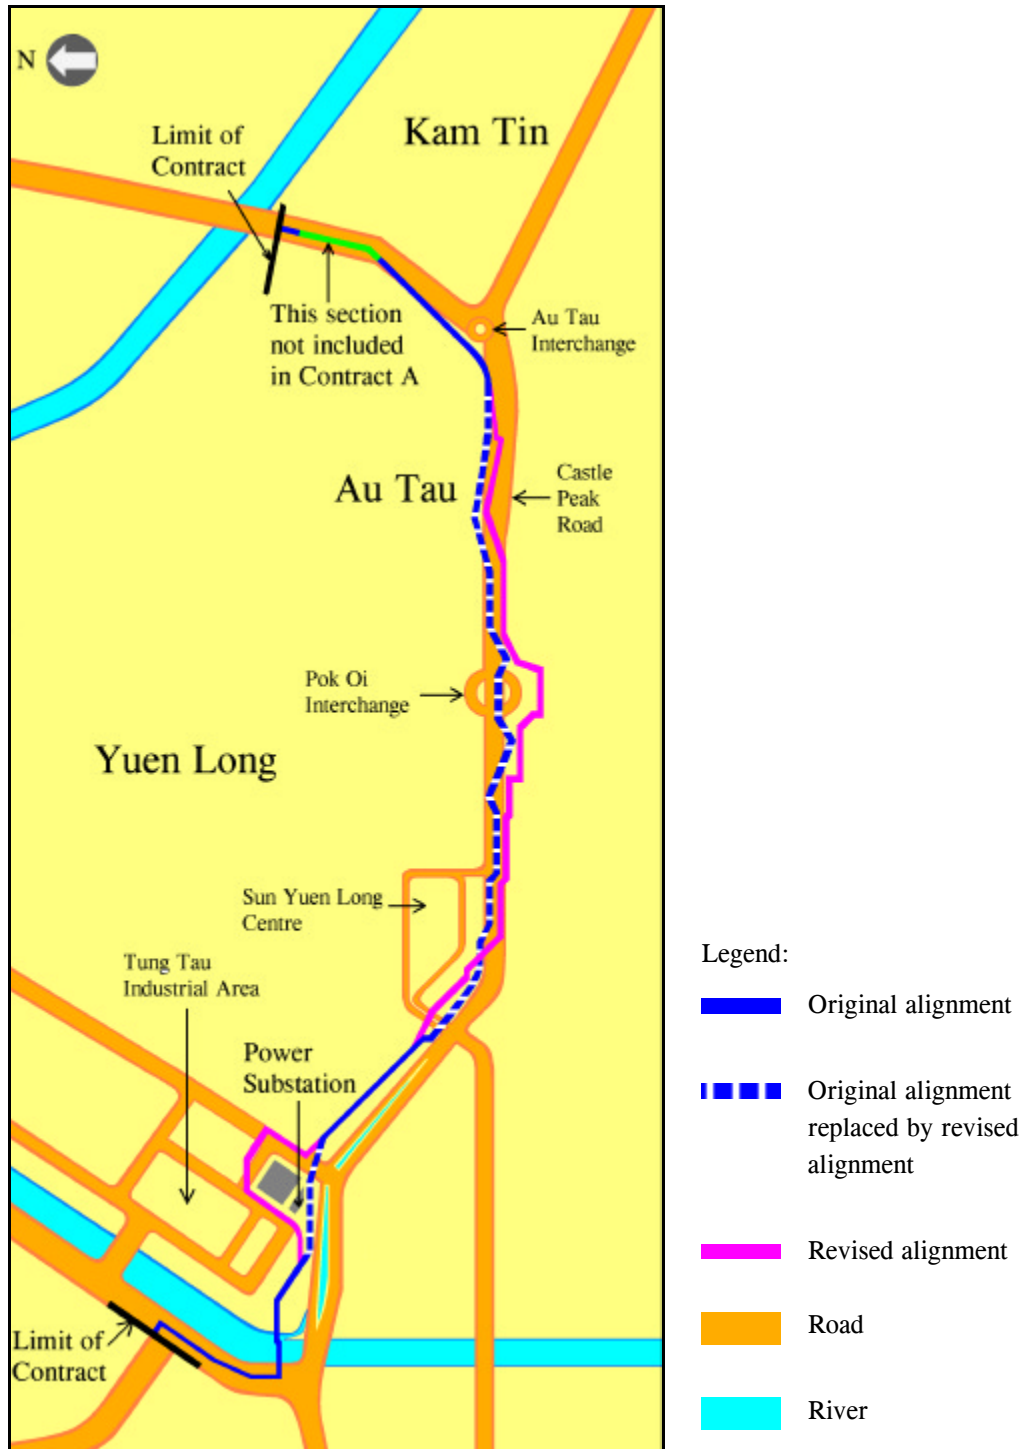 N
Kam Tin
Limit of
Contract
This section
not included
in Contract A
Au Tau
Interchange
Au Tau
Castle
Peak
Road
Pok Oi
Interchange
Yuen Long
Sun Yuen Long
Centre
Tung Tau
Industrial Area
Power
Substation
Limit of
Contract
Legend:
Original alignment
Original alignment
replaced by revised
alignment
Revised alignment
Road
River